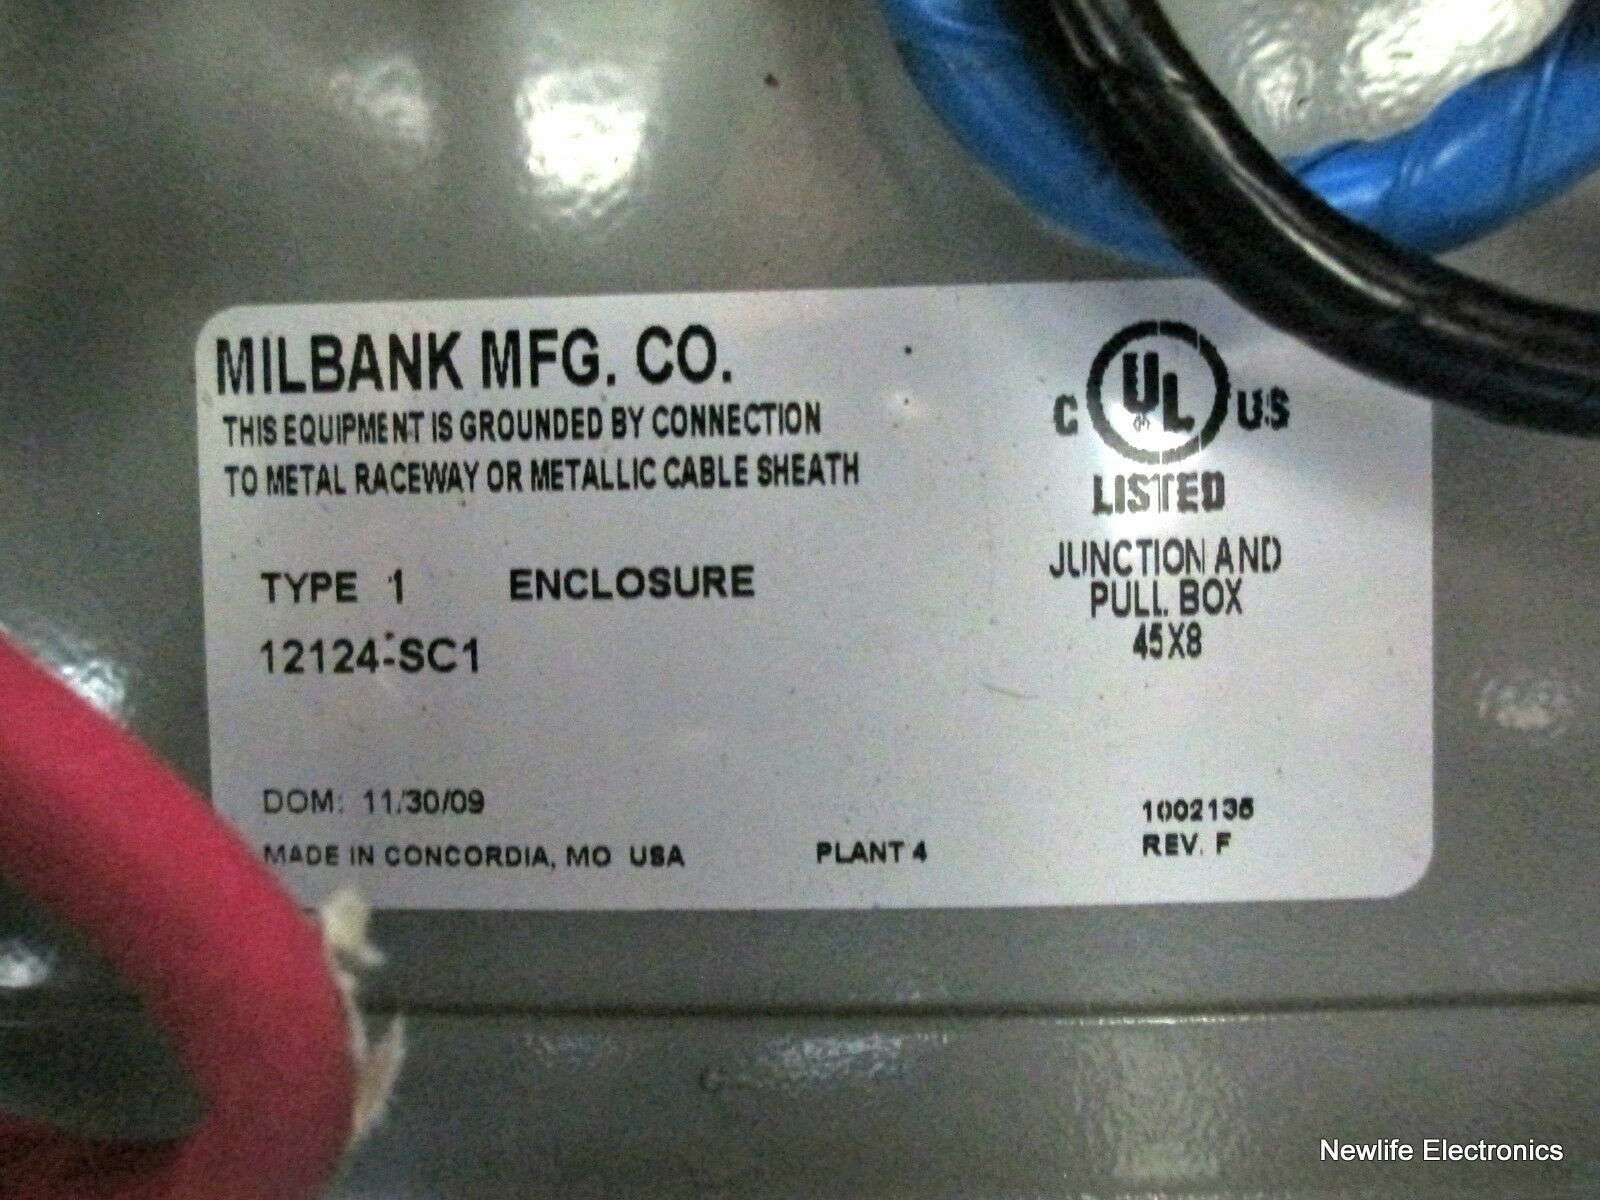 MILBANK MFG. CO.
THIS EQUIPMENT IS GROUNDED BY CONNECTION
TO METAL RACEWAY OR METALLIC CABLE SHEATH
TYPE 1 ENCLOSURE
12124-SC1
DOM: 11/30/09
MADE IN CONCORDIA, MO USA
PLANT 4
C UL US
®
LISTED
JUNCTION AND
PULL BOX
45X8
REV. F
Newlife Electronics